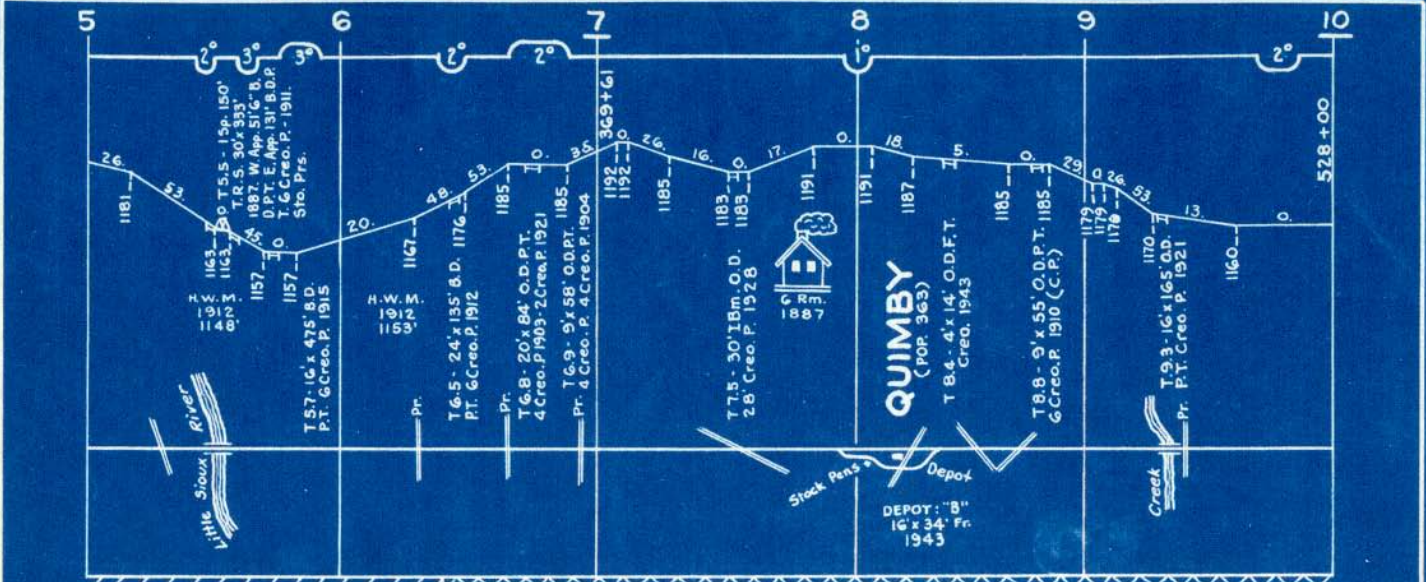 5 6 7 8 9 10
2° 3° 3° 2° 2° 1° 2°
369+61
528+00
26. 53. 0. 45. 0. 20. 48. 53. 0. 35. 0. 26. 16. 0. 17. 0. 18. 5. 0. 29. 0. 26. 53. 13. 0.
1181
1163
1163
1157
1157
1167
1176
1185
1185
1192
1192
1185
1183
1183
1191
1191
1187
1185
1185
1179
1179
1178
1170
1160
T 5.5 - 1 Sp. 150'
T.R.S. 30' x 333'
1887. W. App. 51'6" B.
D.P.T. E. App. 131' B.D.P.
T. 6 Creo. P. - 1911.
Sto. Prs.
H.W.M.
1912
1148'
T 5.7 - 16' x 475' B.D.
P.T. 6 Creo. P. 1915
H.W.M.
1912
1153'
T 6.5 - 24' x 135' B.D.
P.T. 6 Creo. P. 1912
T 6.8 - 20' x 84' O.D.P.T.
4 Creo. P. 1903 - 2 Creo. P. 1921
T 6.9 - 9' x 58' O.D.P.T.
4 Creo. P. 4 Creo. P. 1904
T 7.5 - 30' I Bm. O.D.
28' Creo. P. 1928
6 Rm.
1887
QUIMBY
(POP. 363)
T 8.4 - 4' x 14' O.D.F.T.
Creo. 1943
T 8.8 - 9' x 55' O.D.P.T.
6 Creo. P. 1910 (C.P.)
T 9.3 - 16' x 165' O.D.
P.T. Creo. P. 1921
Little Sioux River
Pr.
Pr.
Pr.
Stock Pens
Depot
DEPOT: "B"
16' x 34' Fr.
1943
Creek
Pr.